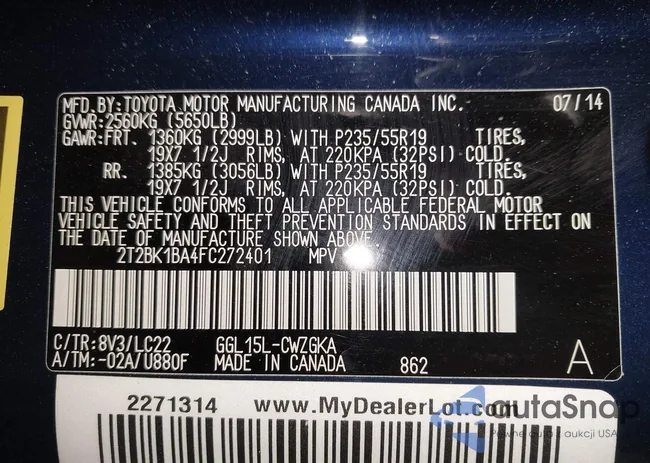 MFD.BY:TOYOTA MOTOR MANUFACTURING CANADA INC. 07/14
GVWR:2560KG (5650LB)
GAWR:FRT. 1360KG (2999LB) WITH P235/55R19 TIRES,
19X7 1/2J RIMS, AT 220KPA (32PSI) COLD.
RR. 1385KG (3056LB) WITH P235/55R19 TIRES,
19X7 1/2J RIMS, AT 220KPA (32PSI) COLD.
THIS VEHICLE CONFORMS TO ALL APPLICABLE FEDERAL MOTOR
VEHICLE SAFETY AND THEFT PREVENTION STANDARDS IN EFFECT ON
THE DATE OF MANUFACTURE SHOWN ABOVE.
2T2BK1BA4FC272401 MPV
C/TR:8V3/LC22 GGL15L-CWZGKA
A/TM:-02A/U880F MADE IN CANADA 862 A
2271314 www.MyDealerLot.com
autoSnap
Pewne auto z aukcji USA